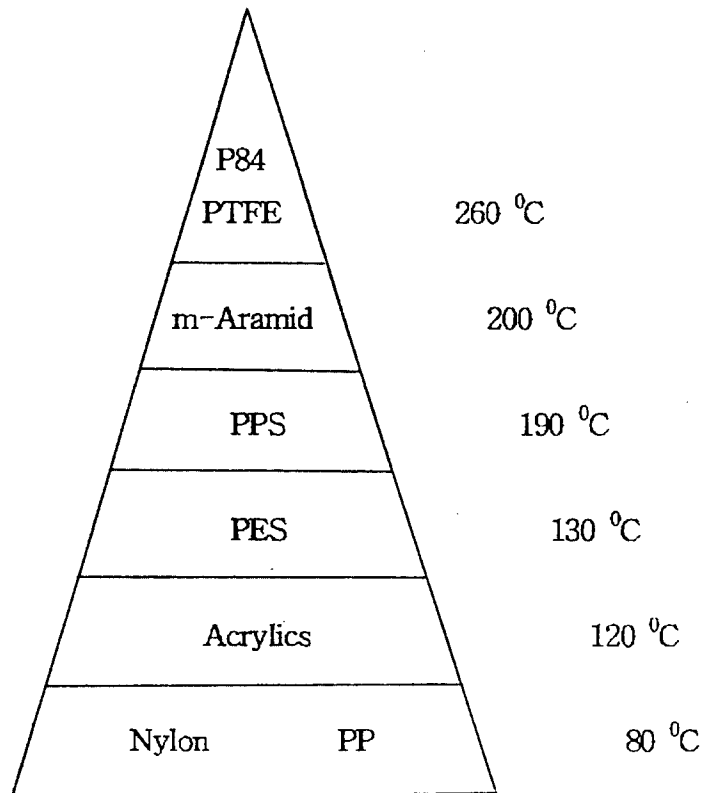 P84
PTFE 260 ⁰C
m-Aramid 200 ⁰C
PPS 190 ⁰C
PES 130 ⁰C
Acrylics 120 ⁰C
Nylon PP 80 ⁰C